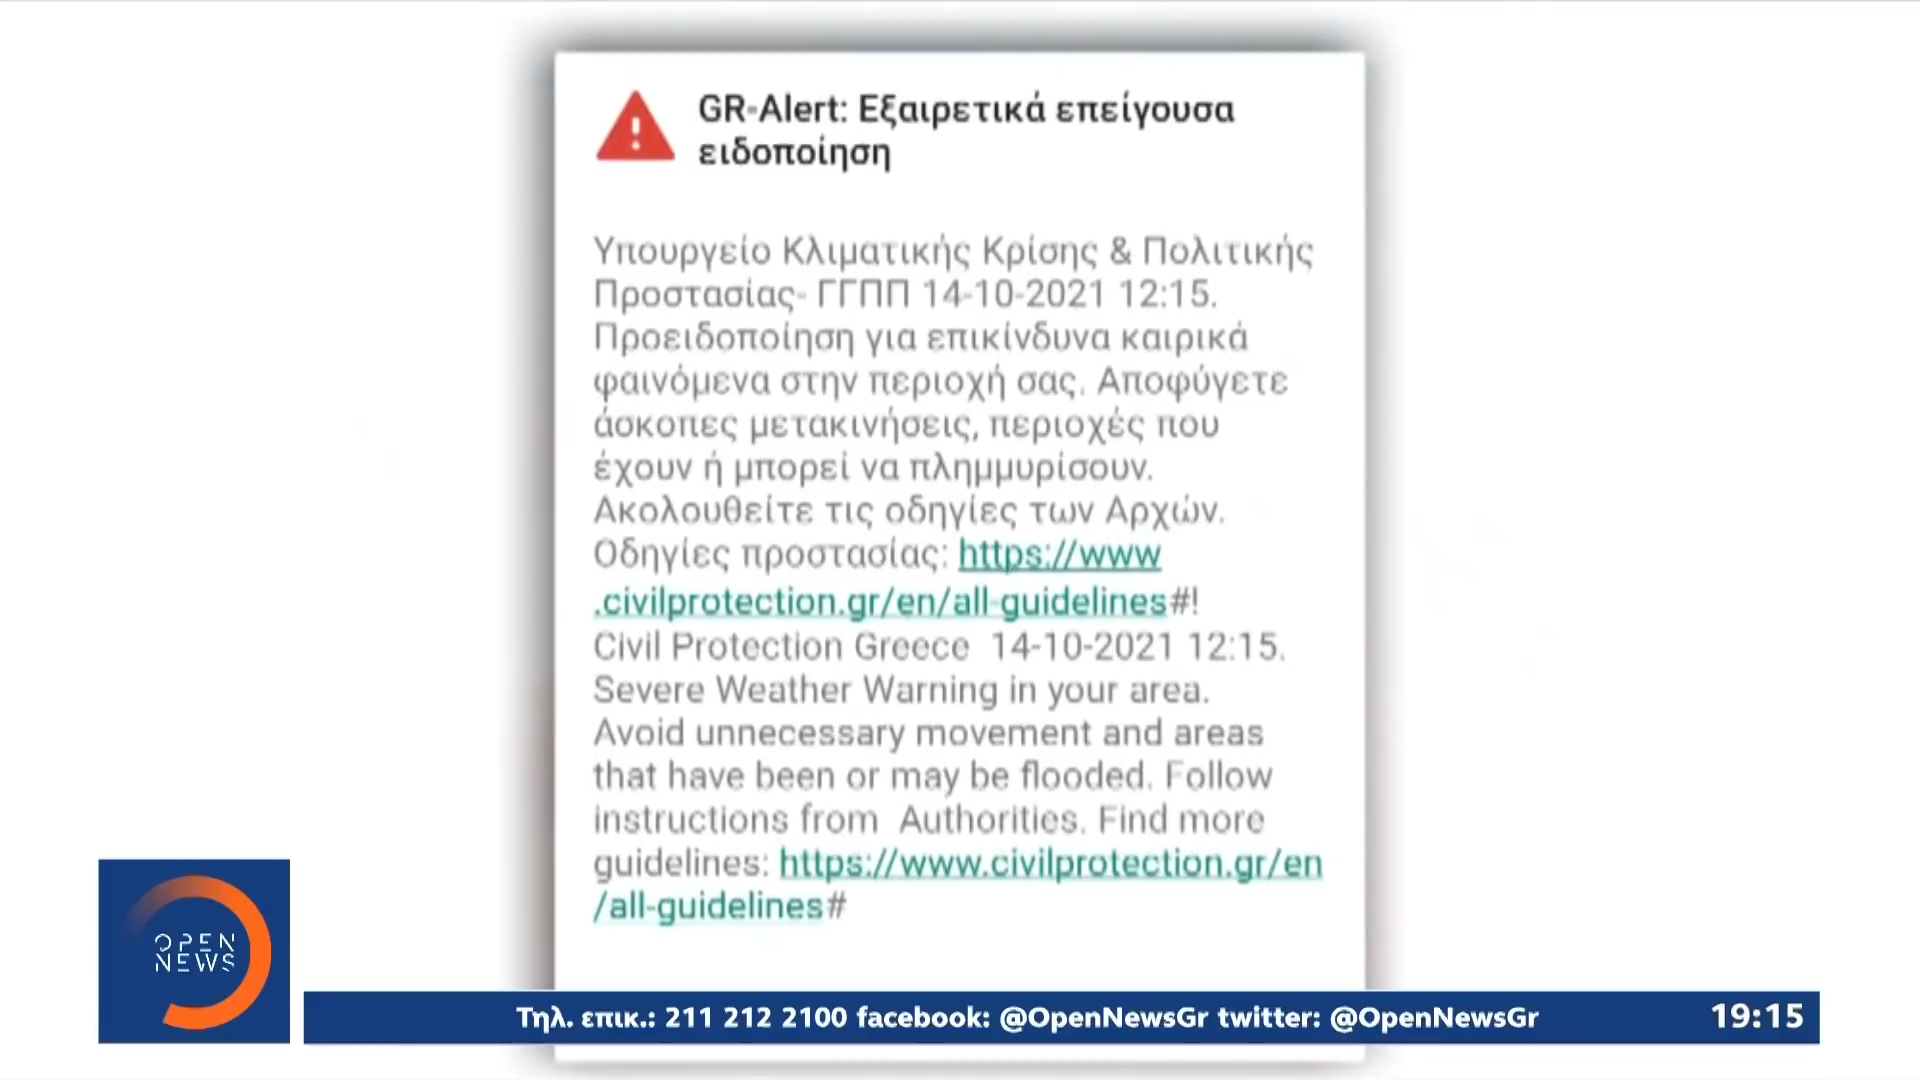 GR-Alert: Εξαιρετικά επείγουσα
ειδοποίηση
Υπουργείο Κλιματικής Κρίσης & Πολιτικής
Προστασίας- ΓΓΠΠ 14-10-2021 12:15.
Προειδοποίηση για επικίνδυνα καιρικά
φαινόμενα στην περιοχή σας. Αποφύγετε
άσκοπες μετακινήσεις, περιοχές που
έχουν ή μπορεί να πλημμυρίσουν.
Ακολουθείτε τις οδηγίες των Αρχών.
Οδηγίες προστασίας: https://www
.civilprotection.gr/en/all-guidelines#!
Civil Protection Greece 14-10-2021 12:15.
Severe Weather Warning in your area.
Avoid unnecessary movement and areas
that have been or may be flooded. Follow
instructions from Authorities. Find more
guidelines: https://www.civilprotection.gr/en
/all-guidelines#
OPEN
NEWS
Τηλ. επικ.: 211 212 2100 facebook: @OpenNewsGr twitter: @OpenNewsGr
19:15